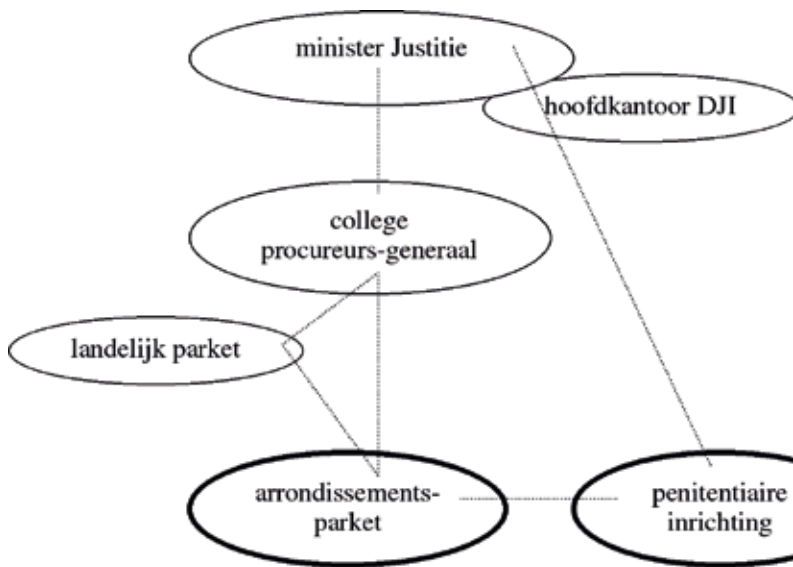 minister Justitie
hoofdkantoor DJI
college
procureurs-generaal
landelijk parket
arrondissements-
parket
penitentiaire
inrichting